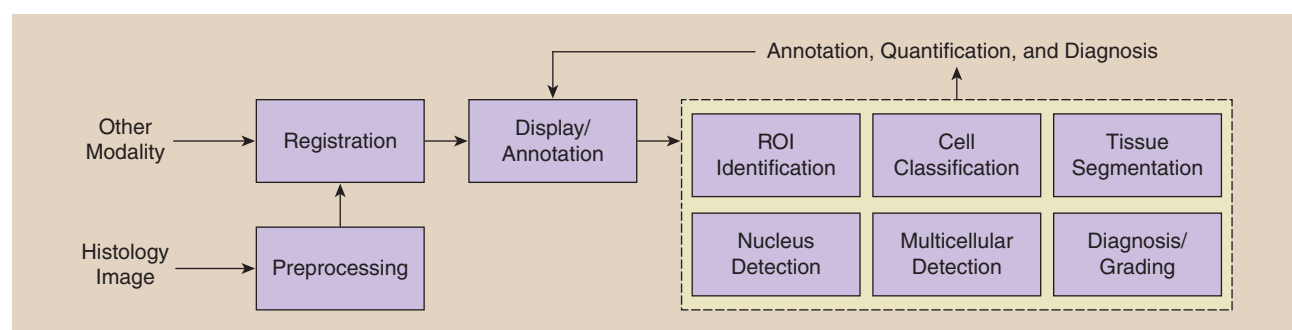 Annotation, Quantification, and Diagnosis
Other
Modality
Registration
Display/
Annotation
ROI
Identification
Cell
Classification
Tissue
Segmentation
Histology
Image
Preprocessing
Nucleus
Detection
Multicellular
Detection
Diagnosis/
Grading